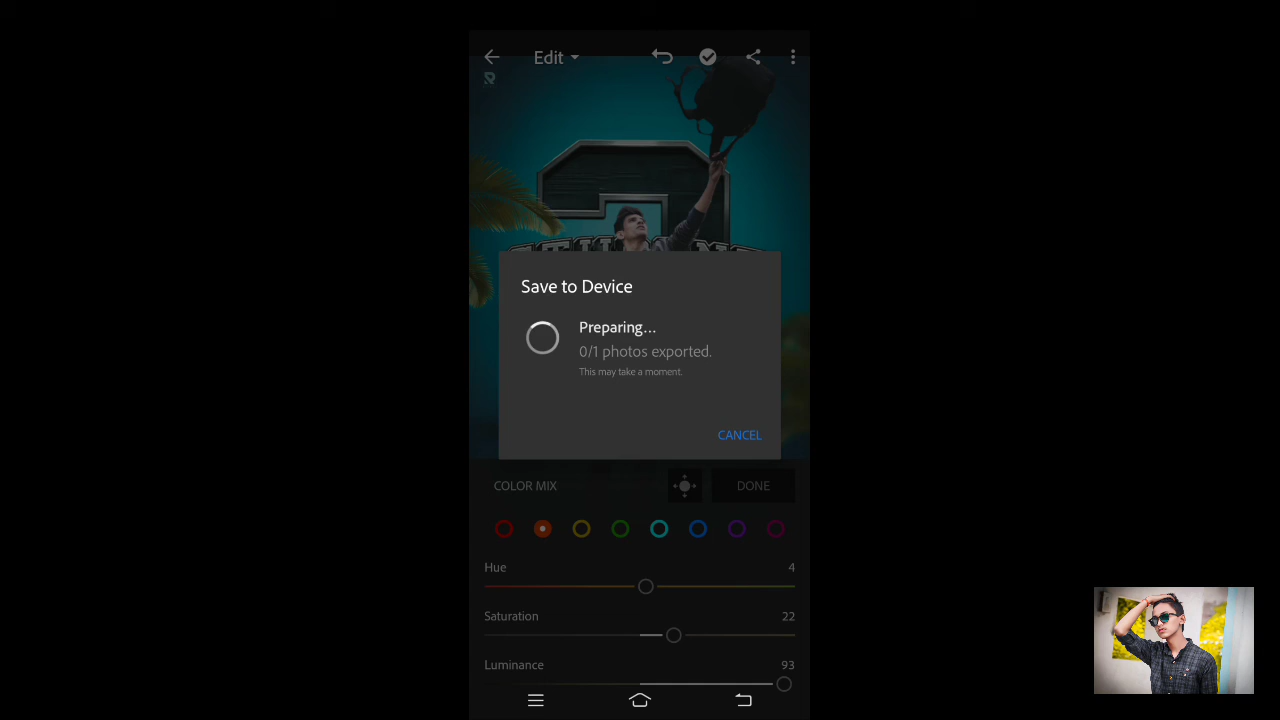 Edit
Save to Device
Preparing...
0/1 photos exported.
This may take a moment.
CANCEL
COLOR MIX
DONE
Hue 4
Saturation 22
Luminance 93